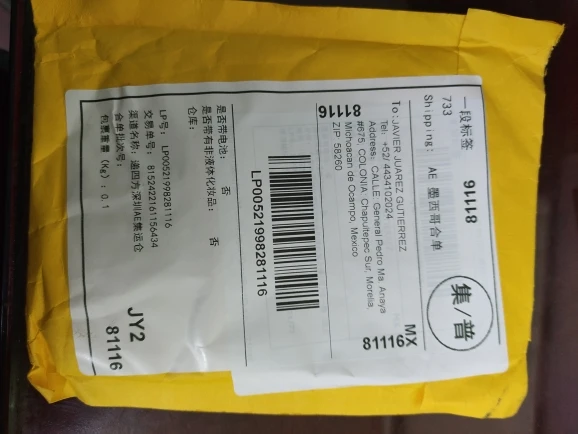 一段标签
733
81116
集/普
Shipping: AE 墨西哥合单
To:JAVIER JUAREZ GUTIERREZ
Tel: +52/ 4434102024
Address: CALLE General Pedro Ma. Anaya
#675, COLONIA Chapultepec Sur, Morelia
Michoacan de Ocampo, Mexico
ZIP 58260
MX
81116
81116
LP00521998281116
是否带电池: 否
是否带有非液体化妆品: 否
仓库:
LP号: LP00521998281116
交易单号: 8152422161156434
渠道名称: 递四方深圳AE集运仓
合单批次号:
包裹重量 (Kg) : 0.1
JY2
81116